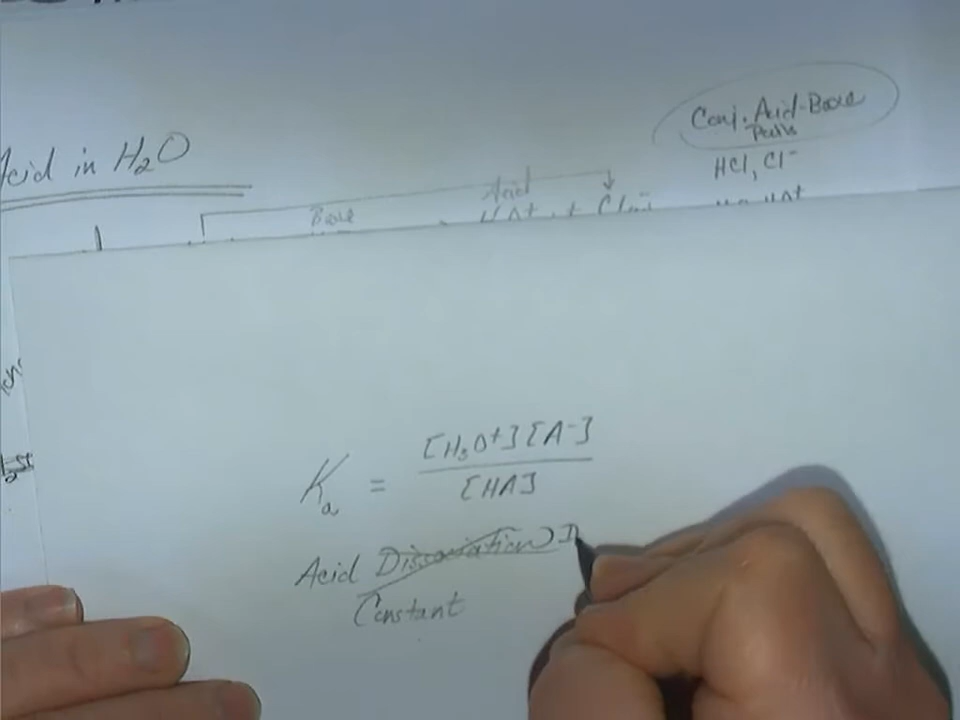 Conj. Acid-Base
Pairs
Acid in H₂O
HCl, Cl⁻
Acid
Base
Kₐ = [H₃O⁺][A⁻] / [HA]
Acid Dissociation I
Constant